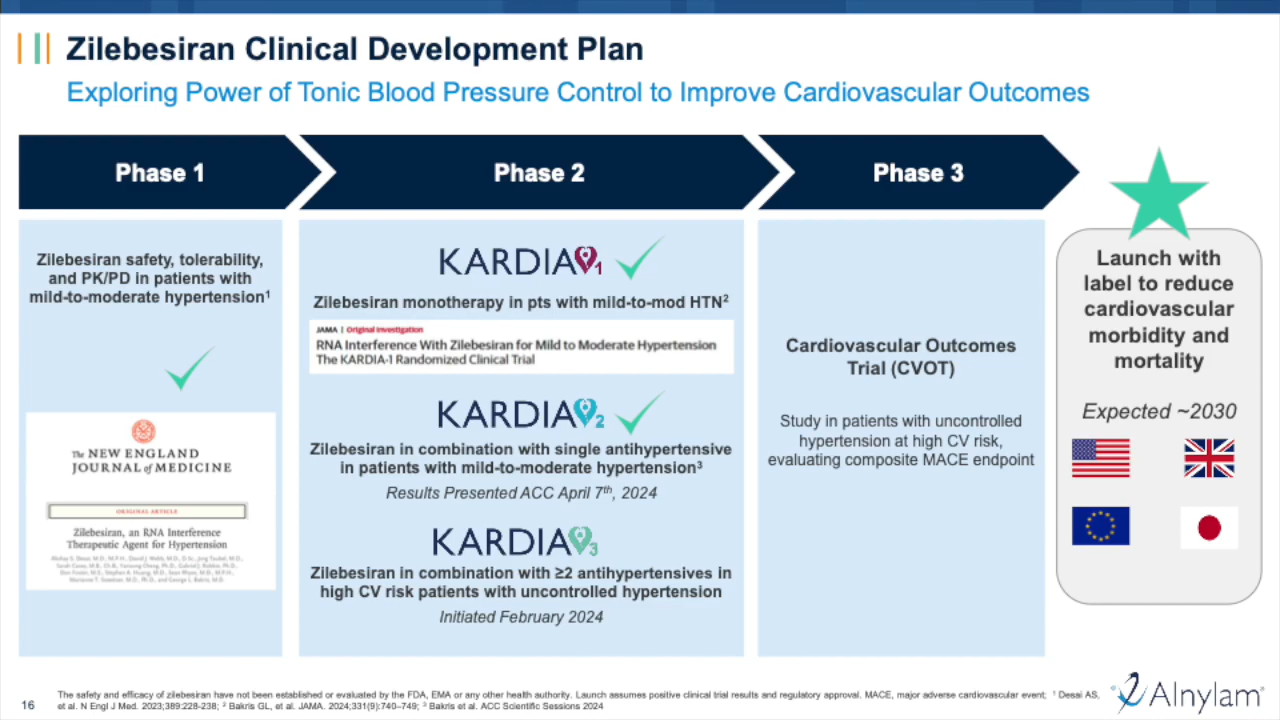 Zilebesiran Clinical Development Plan
Exploring Power of Tonic Blood Pressure Control to Improve Cardiovascular Outcomes
Phase 1
Phase 2
Phase 3
Zilebesiran safety, tolerability,
and PK/PD in patients with
mild-to-moderate hypertension¹
The NEW ENGLAND
JOURNAL of MEDICINE
ORIGINAL ARTICLE
Zilebesiran, an RNA Interference
Therapeutic Agent for Hypertension
KARDIA 1
Zilebesiran monotherapy in pts with mild-to-mod HTN²
JAMA | Original Investigation
RNA Interference With Zilebesiran for Mild to Moderate Hypertension
The KARDIA-1 Randomized Clinical Trial
KARDIA 2
Zilebesiran in combination with single antihypertensive
in patients with mild-to-moderate hypertension³
Results Presented ACC April 7th, 2024
KARDIA 3
Zilebesiran in combination with ≥2 antihypertensives in
high CV risk patients with uncontrolled hypertension
Initiated February 2024
Cardiovascular Outcomes
Trial (CVOT)
Study in patients with uncontrolled
hypertension at high CV risk,
evaluating composite MACE endpoint
Launch with
label to reduce
cardiovascular
morbidity and
mortality
Expected ~2030
16
The safety and efficacy of zilebesiran have not been established or evaluated by the FDA, EMA or any other health authority. Launch assumes positive clinical trial results and regulatory approval. MACE, major adverse cardiovascular event; ¹ Desai AS,
et al. N Engl J Med. 2023;389:228-238; ² Bakris GL, et al. JAMA. 2024;331(9):740–749; ³ Bakris et al. ACC Scientific Sessions 2024
Alnylam